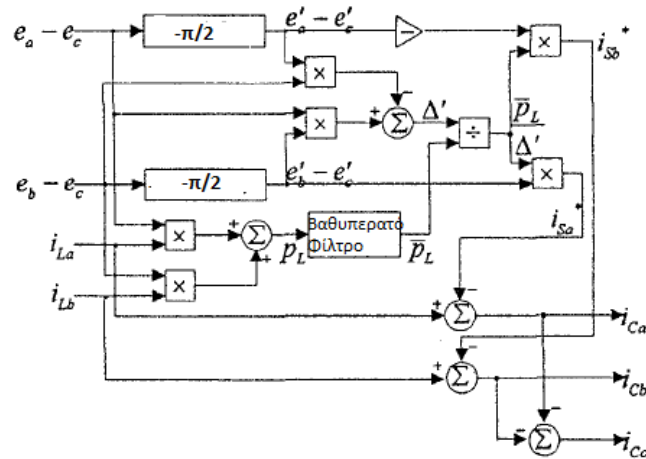 e_a − e_c
-π/2
e'_a − e'_c
−
×
i_Sb*
×
−
+
Σ
Δ'
÷
p̅_L
Δ'
×
×
e_b − e_c
-π/2
e'_b − e'_c
×
i_Sa*
i_La
×
+
Σ
+
p_L
Βαθυπερατό
Φίλτρο
p̅_L
i_Lb
×
−
+
Σ
i_Ca
−
+
Σ
i_Cb
−
−
Σ
i_Cc